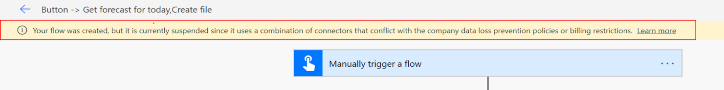 Button -> Get forecast for today,Create file
Your flow was created, but it is currently suspended since it uses a combination of connectors that conflict with the company data loss prevention policies or billing restrictions. Learn more
Manually trigger a flow